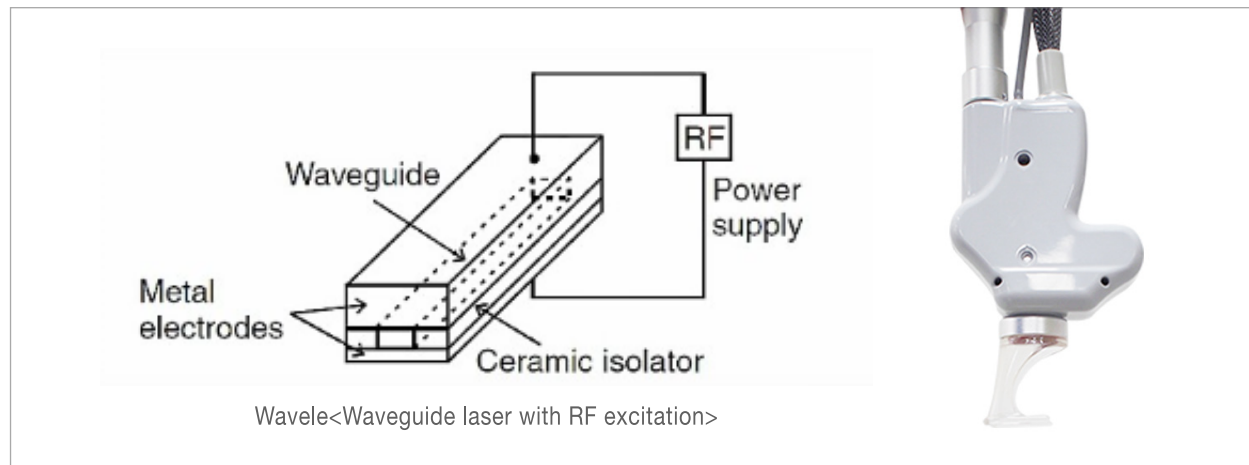 RF
Waveguide
Power
supply
Metal
electrodes
Ceramic isolator
Wavele<Waveguide laser with RF excitation>